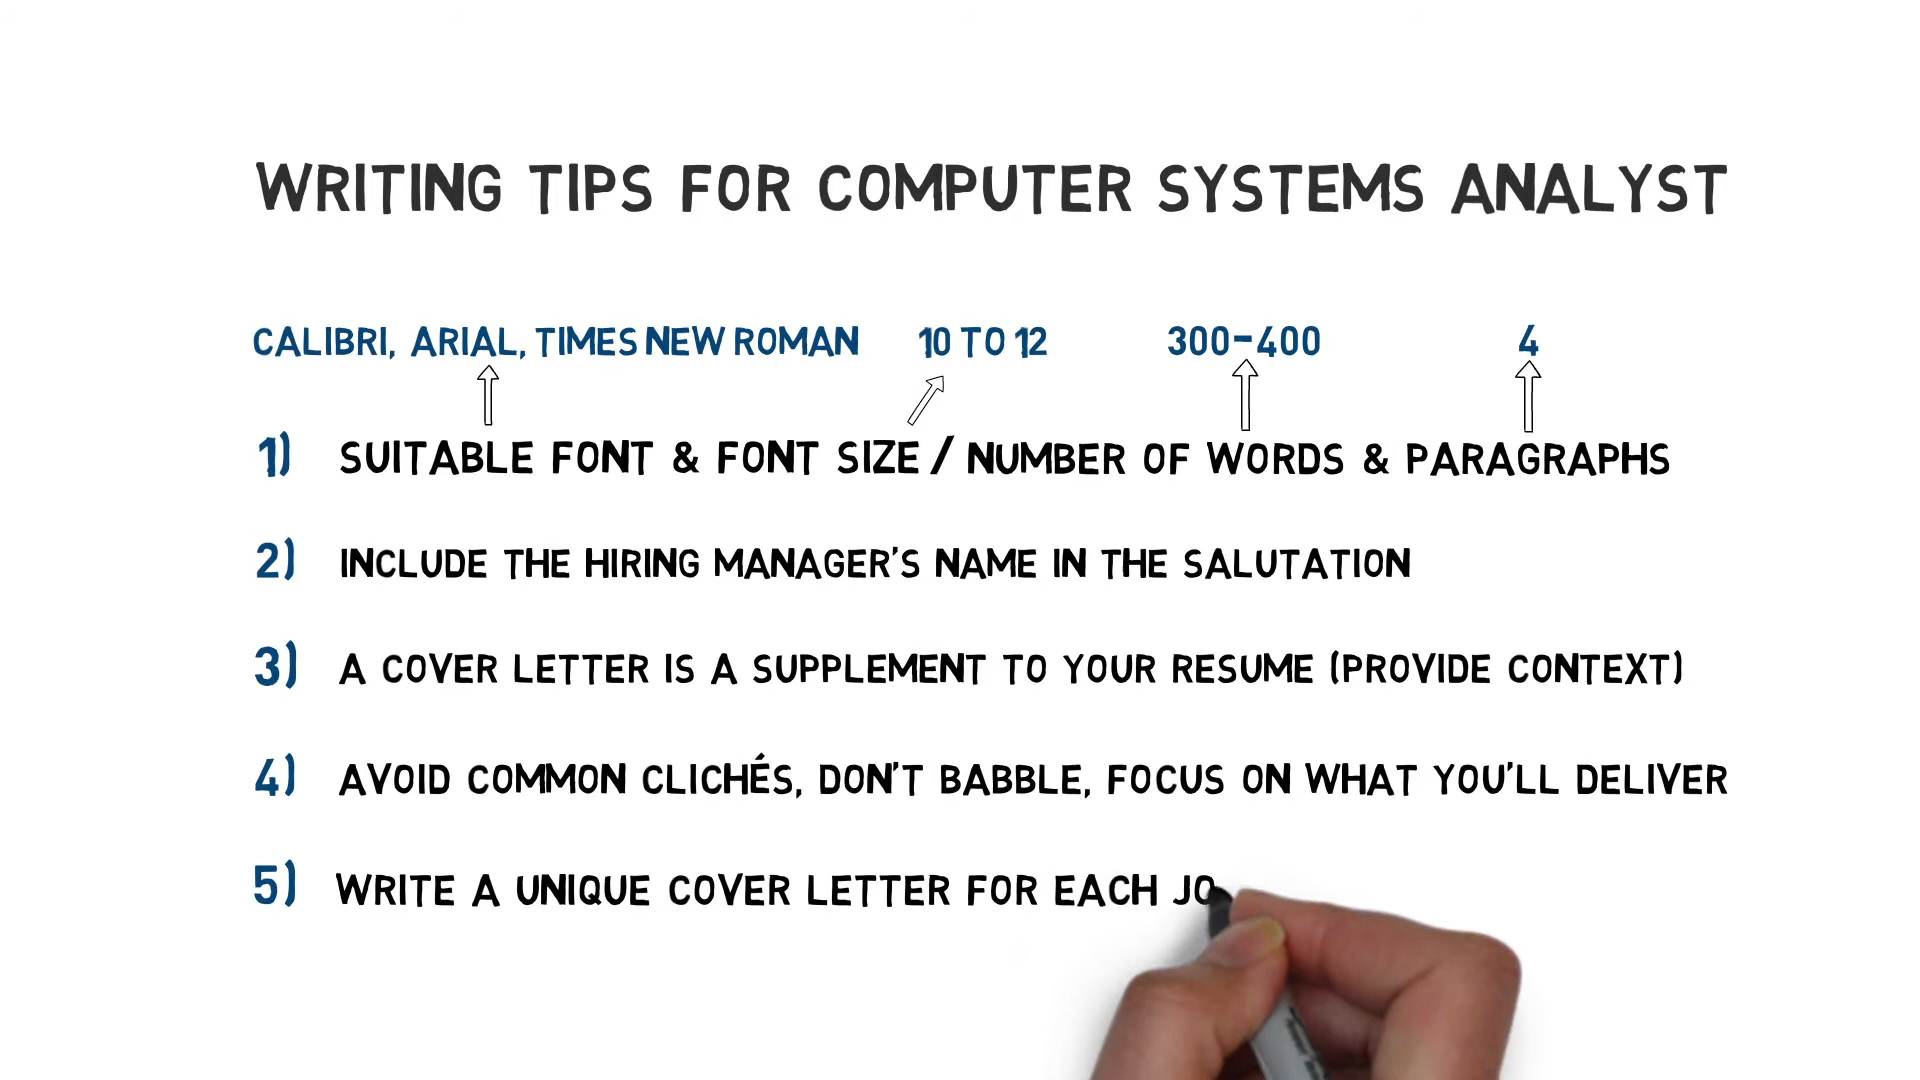 WRITING TIPS FOR COMPUTER SYSTEMS ANALYST
CALIBRI, ARIAL, TIMES NEW ROMAN 10 TO 12 300-400 4
1) SUITABLE FONT & FONT SIZE / NUMBER OF WORDS & PARAGRAPHS
2) INCLUDE THE HIRING MANAGER'S NAME IN THE SALUTATION
3) A COVER LETTER IS A SUPPLEMENT TO YOUR RESUME (PROVIDE CONTEXT)
4) AVOID COMMON CLICHÉS, DON'T BABBLE, FOCUS ON WHAT YOU'LL DELIVER
5) WRITE A UNIQUE COVER LETTER FOR EACH JO